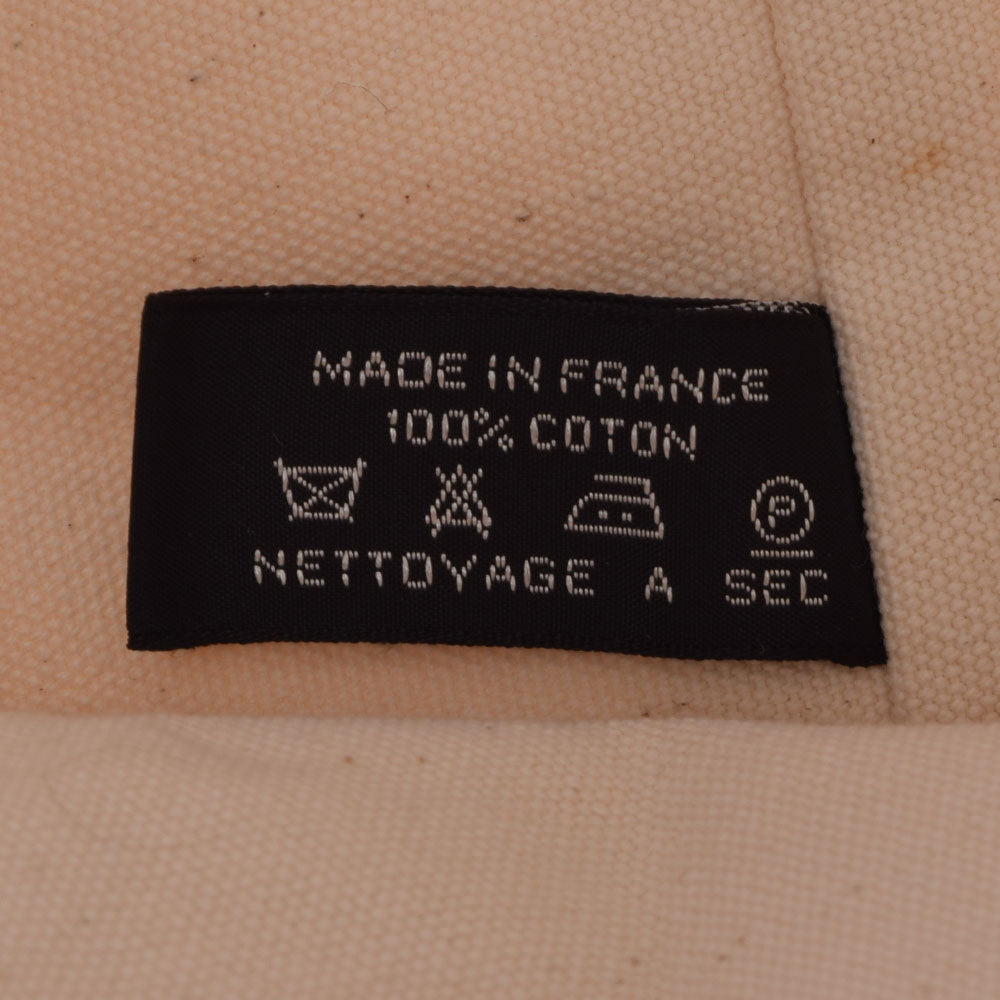 MADE IN FRANCE
100% COTON
P
NETTOYAGE A SEC